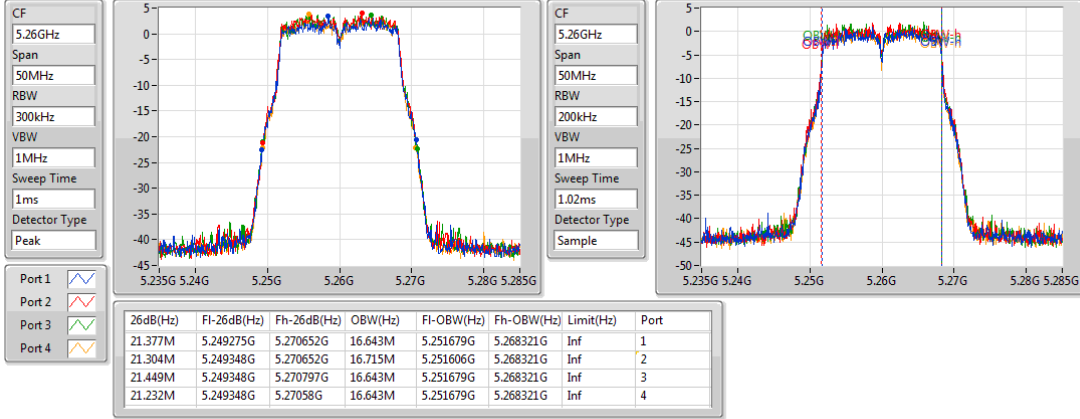 CF
5.26GHz
Span
50MHz
RBW
300kHz
VBW
1MHz
Sweep Time
1ms
Detector Type
Peak
5
0
-5
-10
-15
-20
-25
-30
-35
-40
-45
5.235G 5.24G 5.25G 5.26G 5.27G 5.28G 5.285G
CF
5.26GHz
Span
50MHz
RBW
200kHz
VBW
1MHz
Sweep Time
1.02ms
Detector Type
Sample
5
0
-5
-10
-15
-20
-25
-30
-35
-40
-45
-50
5.235G 5.24G 5.25G 5.26G 5.27G 5.28G 5.285G
Port 1
Port 2
Port 3
Port 4
26dB(Hz) Fl-26dB(Hz) Fh-26dB(Hz) OBW(Hz) Fl-OBW(Hz) Fh-OBW(Hz) Limit(Hz) Port
21.377M 5.249275G 5.270652G 16.643M 5.251679G 5.268321G Inf 1
21.304M 5.249348G 5.270652G 16.715M 5.251606G 5.268321G Inf 2
21.449M 5.249348G 5.270797G 16.643M 5.251679G 5.268321G Inf 3
21.232M 5.249348G 5.27058G 16.643M 5.251679G 5.268321G Inf 4